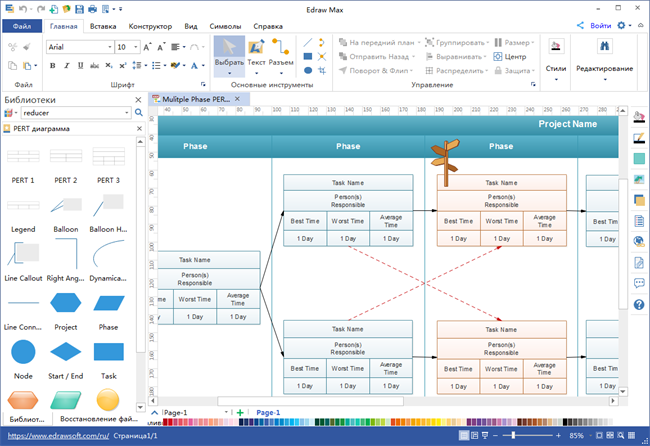 Edraw Max
Файл
Главная
Вставка
Конструктор
Вид
Символы
Справка
Войти
Arial
10
Выбрать
Текст
Разъем
На передний план
Группировать
Размер
Отправить Назад
Выравнивать
Центр
Поворот & Флип
Распределить
Защита
Стили
Редактирование
Файл
Шрифт
Основные инструменты
Управление
Библиотеки
Mulitple Phase PER...
reducer
PERT диаграмма
PERT 1
PERT 2
PERT 3
Legend
Balloon
Balloon H...
Line Callout
Right Ang...
Dynamica...
Line Conn...
Project
Phase
Node
Start / End
Task
Project Name
Phase
Phase
Phase
Task Name
Person(s)
Responsible
Best Time
Worst Time
Average
Time
1 Day
1 Day
1 Day
Task Name
Person(s)
Responsible
Best Time
Worst Time
Average
Time
1 Day
1 Day
1 Day
Task Name
Person(s)
Responsible
Worst Time
Average
Time
1 Day
1 Day
Task Name
Person(s)
Responsible
Best Time
Worst Time
Average
Time
1 Day
1 Day
1 Day
Task Name
Person(s)
Responsible
Best Time
Worst Time
Average
Time
1 Day
1 Day
1 Day
Page-1
Page-1
Библиот...
Восстановление фай...
https://www.edrawsoft.com/ru/
Страница1/1
85%